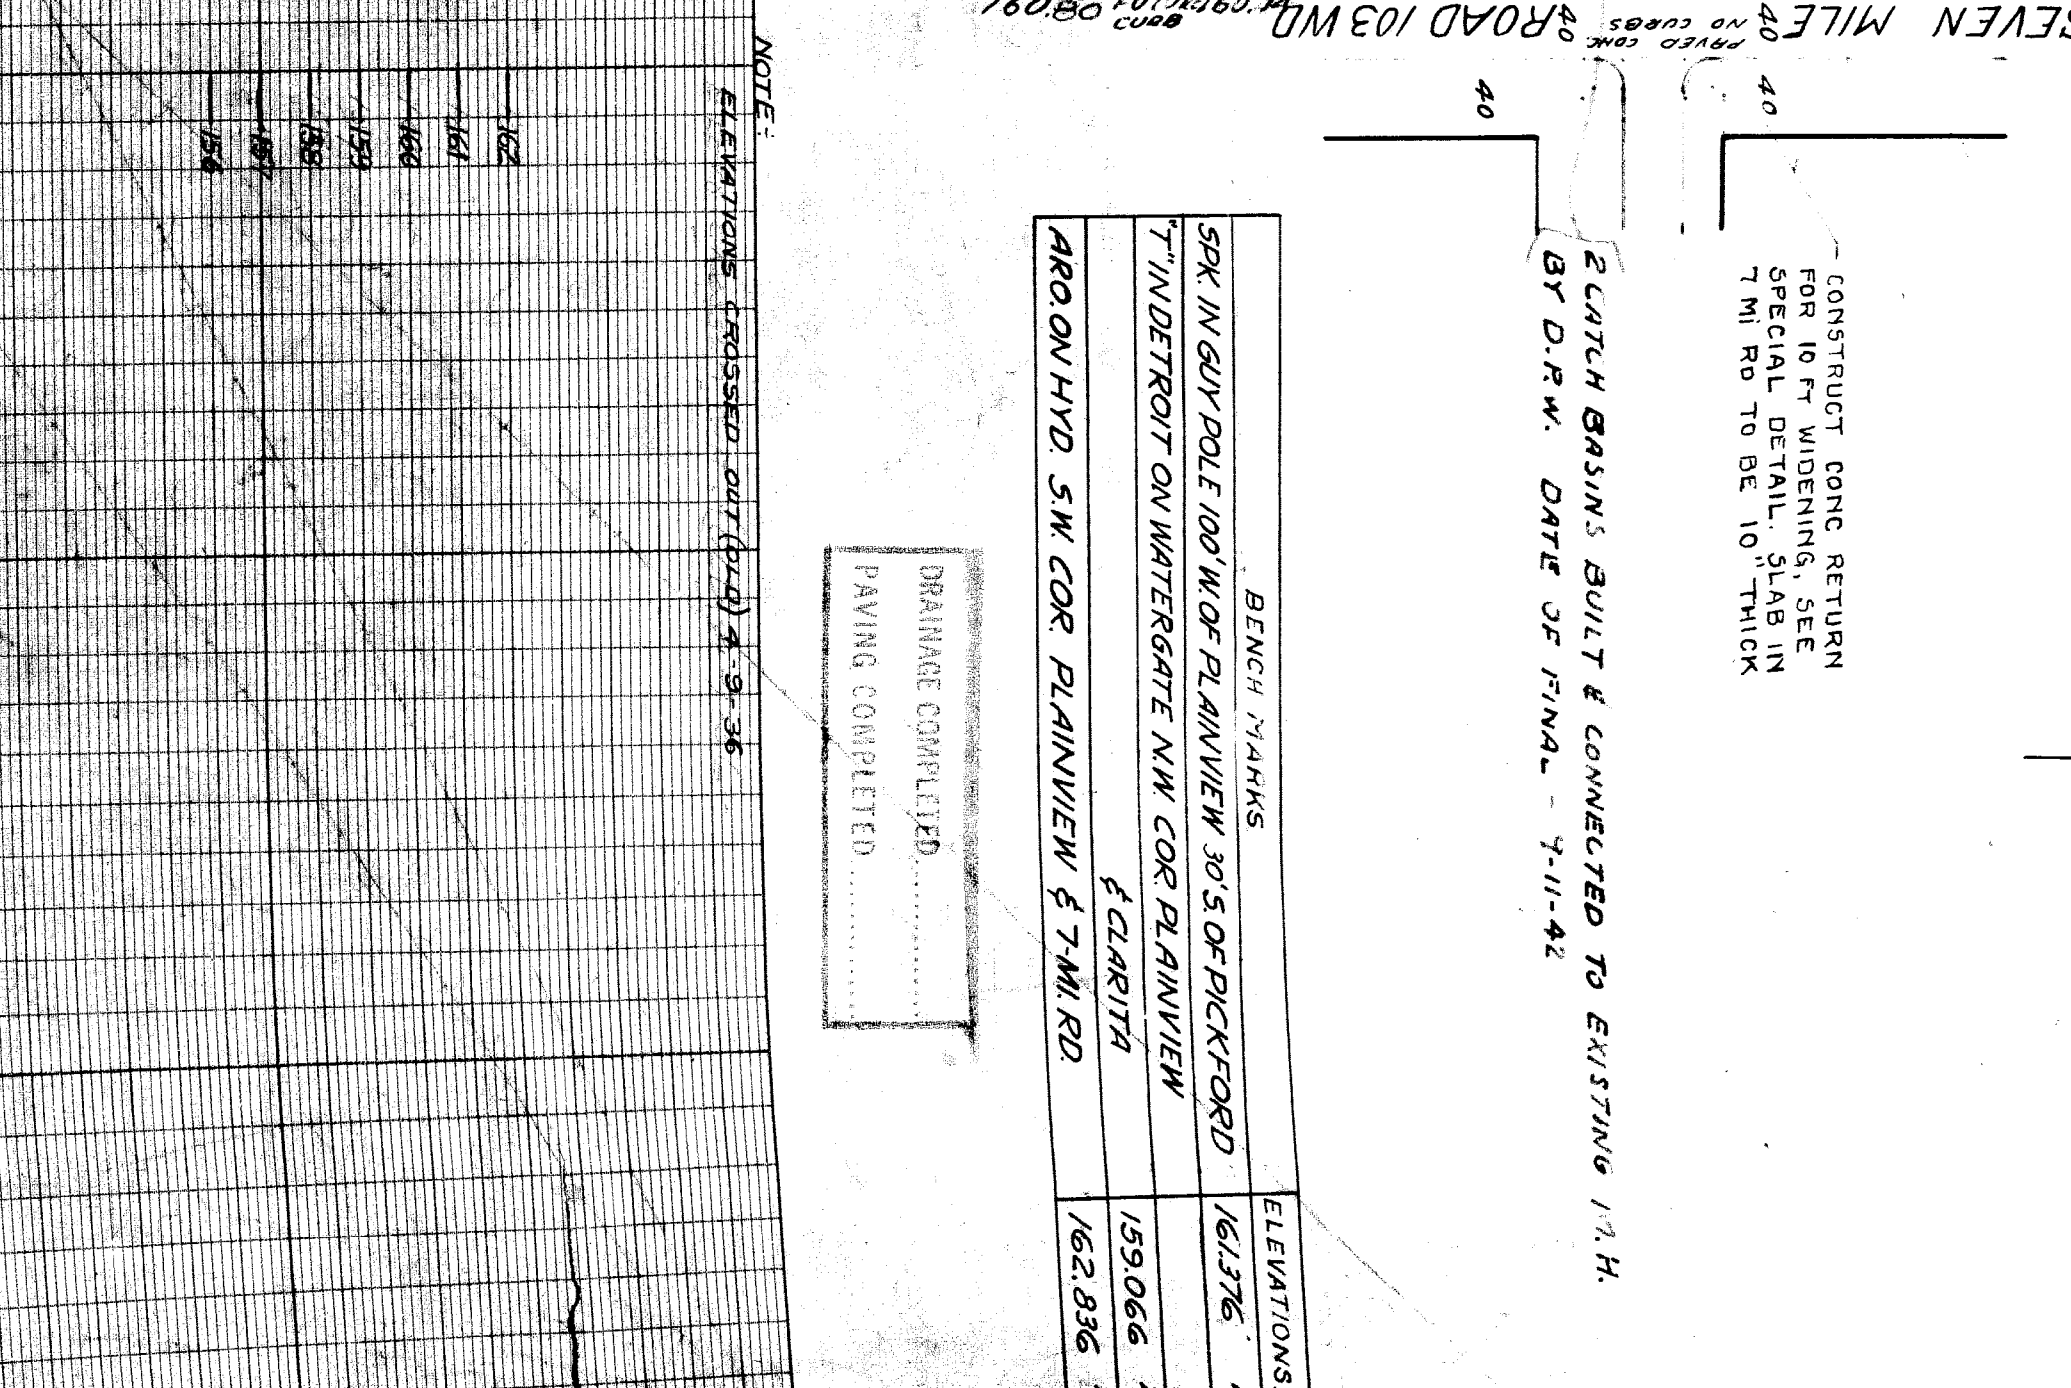 SEVEN MILE ROAD 103 WD
40
PAVED CONC
NO CURBS
40
40
40
CONSTRUCT CONC RETURN
FOR 10 FT WIDENING, SEE
SPECIAL DETAIL. SLAB IN
7 Mi RD TO BE 10" THICK
2 CATCH BASINS BUILT & CONNECTED TO EXISTING M.H.
BY D.P.W. DATE OF FINAL - 9-11-42
BENCH MARKS ELEVATIONS
SPK. IN GUY POLE 100' W. OF PLAINVIEW 30' S. OF PICKFORD 161.376
"T" IN DETROIT ON WATERGATE N.W COR. PLAINVIEW
& CLARITA 159.066
ARO. ON HYD. S.W. COR. PLAINVIEW & 7-MI. RD. 162.836
DRAINAGE COMPLETED
PAVING COMPLETED
NOTE:
ELEVATIONS CROSSED OUT (OLD) 4-9-36
162
161
160
159
158
157
156